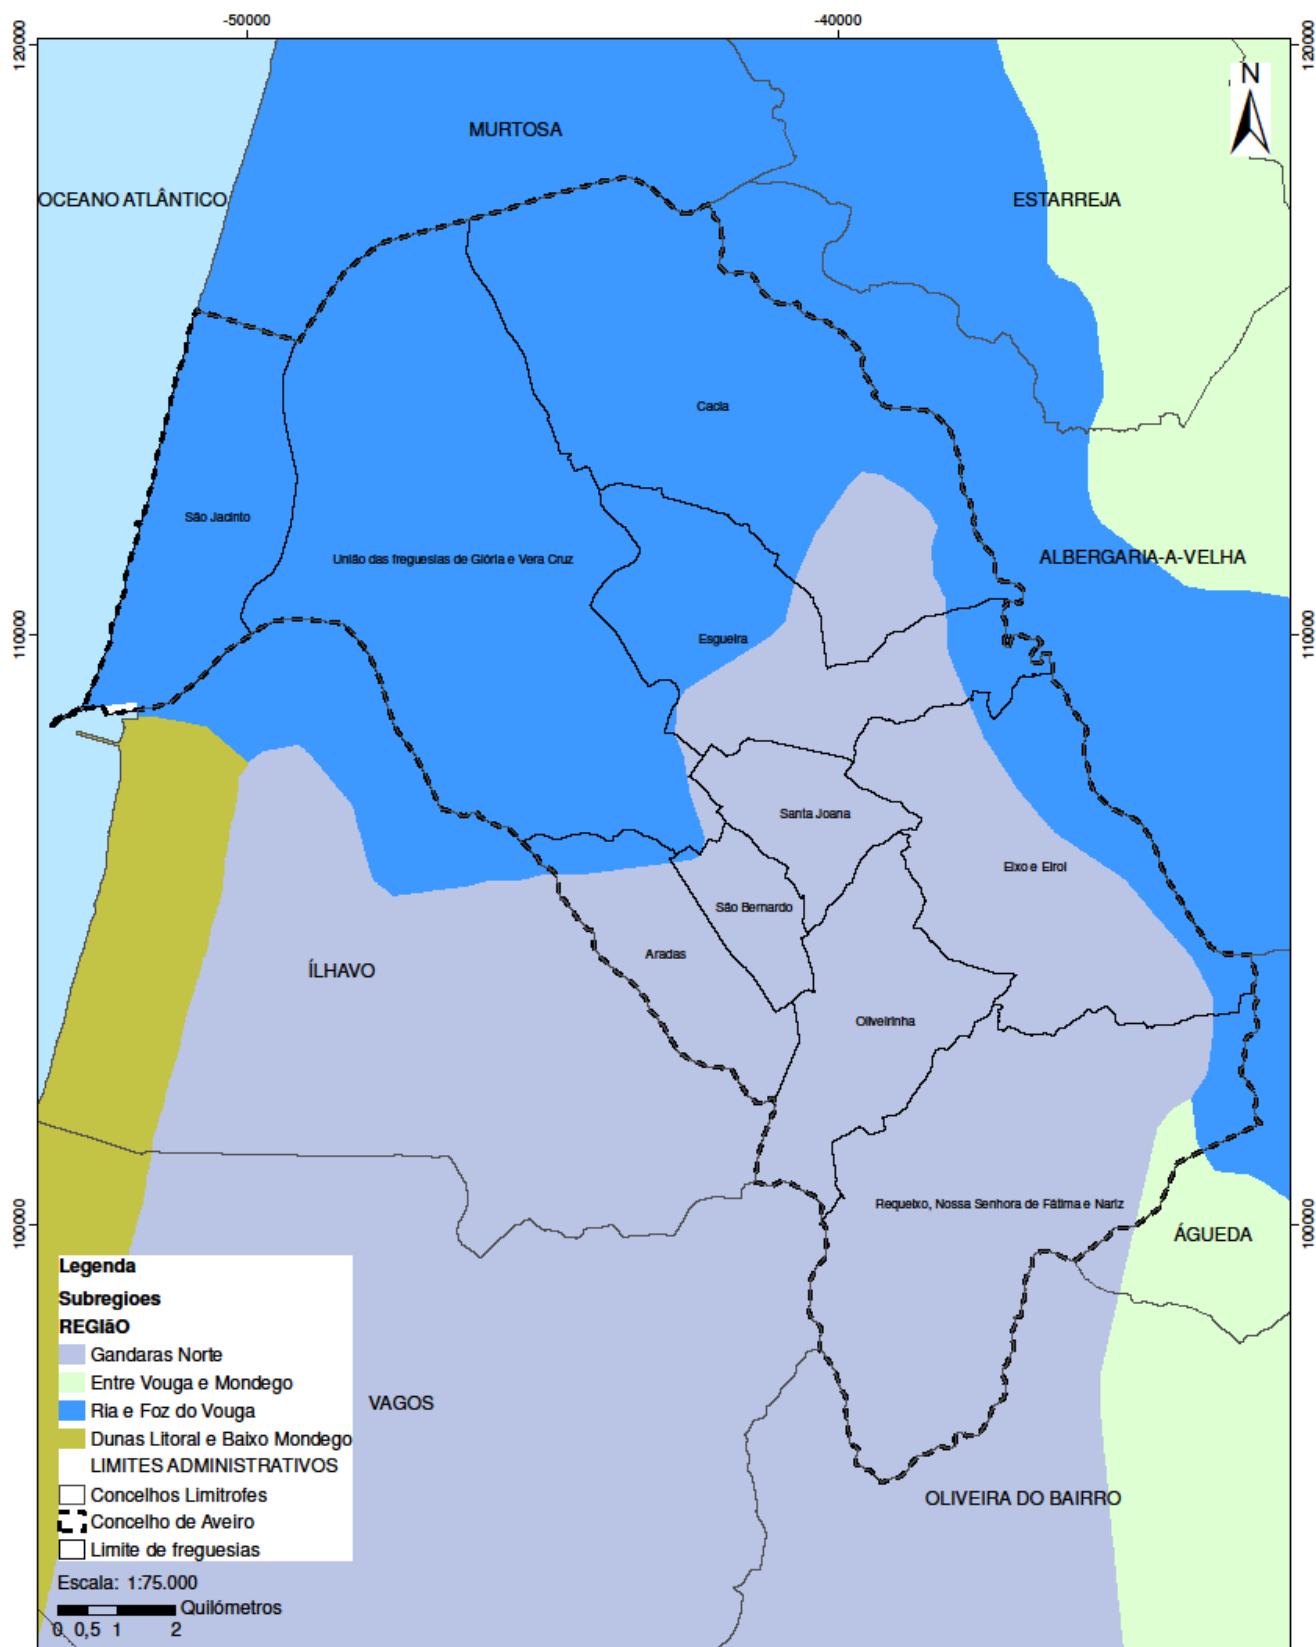 -50000
-40000
120000
120000
N
MURTOSA
OCEANO ATLÂNTICO
ESTARREJA
Cacia
São Jacinto
União das freguesias de Glória e Vera Cruz
ALBERGARIA-A-VELHA
110000
110000
Esgueira
Santa Joana
Eixo e Eirol
São Bernardo
Aradas
ÍLHAVO
Oliveirinha
Requeixo, Nossa Senhora de Fátima e Nariz
100000
100000
ÁGUEDA
Legenda
Subregioes
REGIãO
Gandaras Norte
Entre Vouga e Mondego
Ria e Foz do Vouga
VAGOS
Dunas Litoral e Baixo Mondego
LIMITES ADMINISTRATIVOS
Concelhos Limitrofes
OLIVEIRA DO BAIRRO
Concelho de Aveiro
Limite de freguesias
Escala: 1:75.000
Quilómetros
0 0,5 1 2